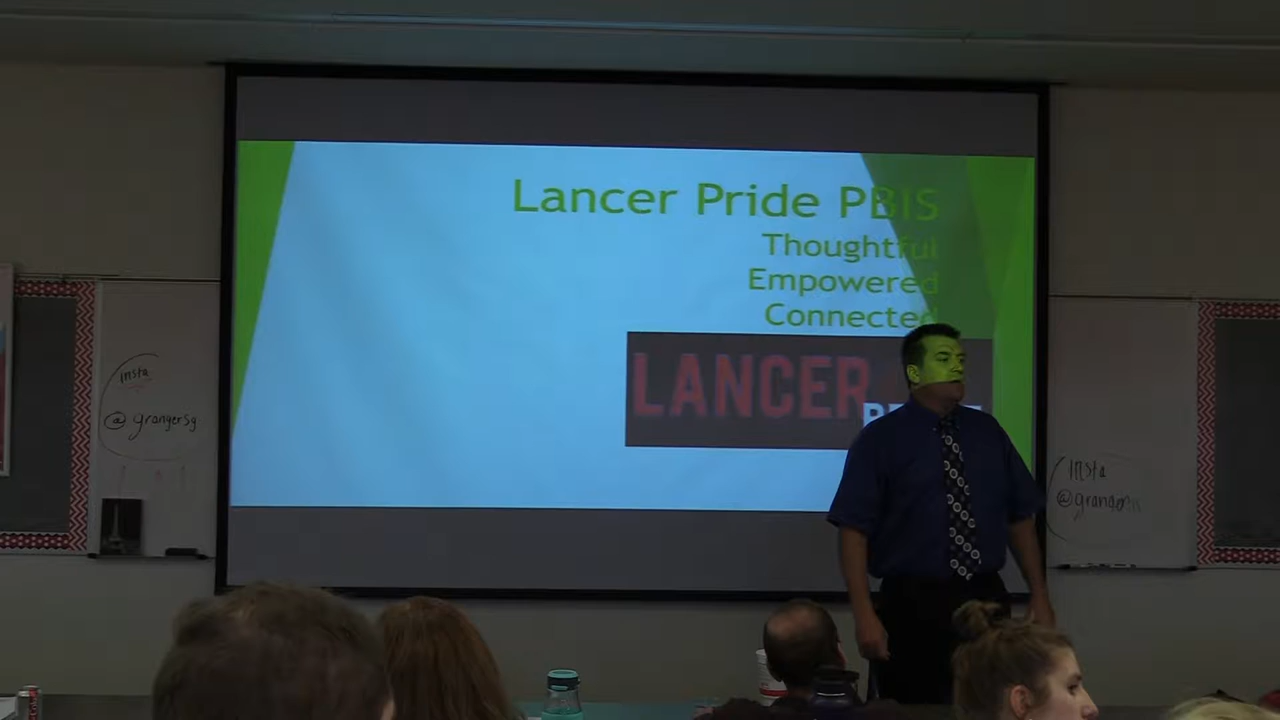 Lancer Pride PBIS
Thoughtful
Empowered
Connected
LANCER
insta
@grangersg
insta